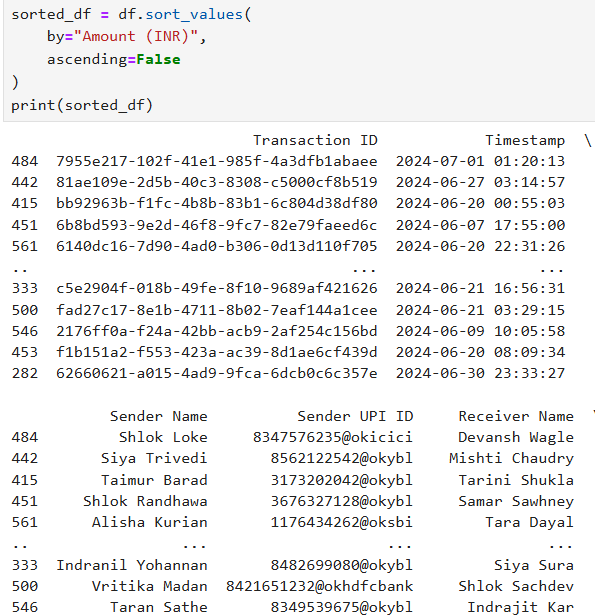 sorted_df = df.sort_values(
    by="Amount (INR)",
    ascending=False
)
print(sorted_df)
                           Transaction ID            Timestamp  \
484  7955e217-102f-41e1-985f-4a3dfb1abaee  2024-07-01 01:20:13
442  81ae109e-2d5b-40c3-8308-c5000cf8b519  2024-06-27 03:14:57
415  bb92963b-f1fc-4b8b-83b1-6c804d38df80  2024-06-20 00:55:03
451  6b8bd593-9e2d-46f8-9fc7-82e79faeed6c  2024-06-07 17:55:00
561  6140dc16-7d90-4ad0-b306-0d13d110f705  2024-06-20 22:31:26
..                                    ...                  ...
333  c5e2904f-018b-49fe-8f10-9689af421626  2024-06-21 16:56:31
500  fad27c17-8e1b-4711-8b02-7eaf144a1cee  2024-06-21 03:29:15
546  2176ff0a-f24a-42bb-acb9-2af254c156bd  2024-06-09 10:05:58
453  f1b151a2-f553-423a-ac39-8d1ae6cf439d  2024-06-20 08:09:34
282  62660621-a015-4ad9-9fca-6dcb0c6c357e  2024-06-30 23:33:27
           Sender Name          Sender UPI ID     Receiver Name  \
484         Shlok Loke     8347576235@okicici     Devansh Wagle
442       Siya Trivedi       8562122542@okybl    Mishti Chaudry
415       Taimur Barad       3173202042@okybl     Tarini Shukla
451     Shlok Randhawa       3676327128@okybl     Samar Sawhney
561      Alisha Kurian       1176434262@oksbi        Tara Dayal
..                 ...                    ...               ...
333  Indranil Yohannan       8482699080@okybl         Siya Sura
500     Vritika Madan  8421651232@okhdfcbank     Shlok Sachdev
546        Taran Sathe       8349539675@okybl      Indrajit Kar